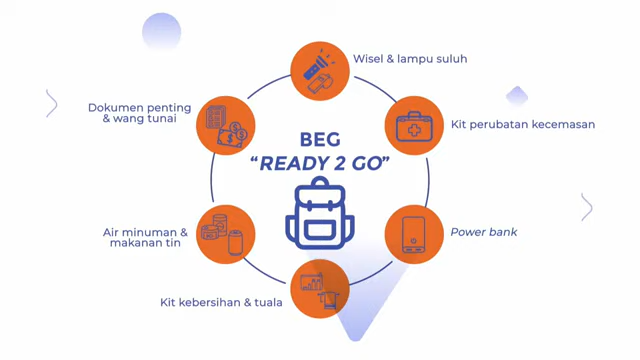 Wisel & lampu suluh
Dokumen penting
& wang tunai
Kit perubatan kecemasan
BEG
“READY 2 GO”
Air minuman &
makanan tin
Power bank
Kit kebersihan & tuala